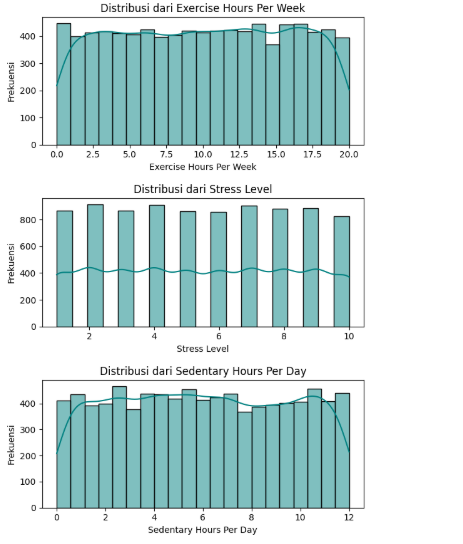 Distribusi dari Exercise Hours Per Week
Frekuensi
400
300
200
100
0
0.0 2.5 5.0 7.5 10.0 12.5 15.0 17.5 20.0
Exercise Hours Per Week
Distribusi dari Stress Level
Frekuensi
800
600
400
200
0
2 4 6 8 10
Stress Level
Distribusi dari Sedentary Hours Per Day
Frekuensi
400
300
200
100
0
0 2 4 6 8 10 12
Sedentary Hours Per Day